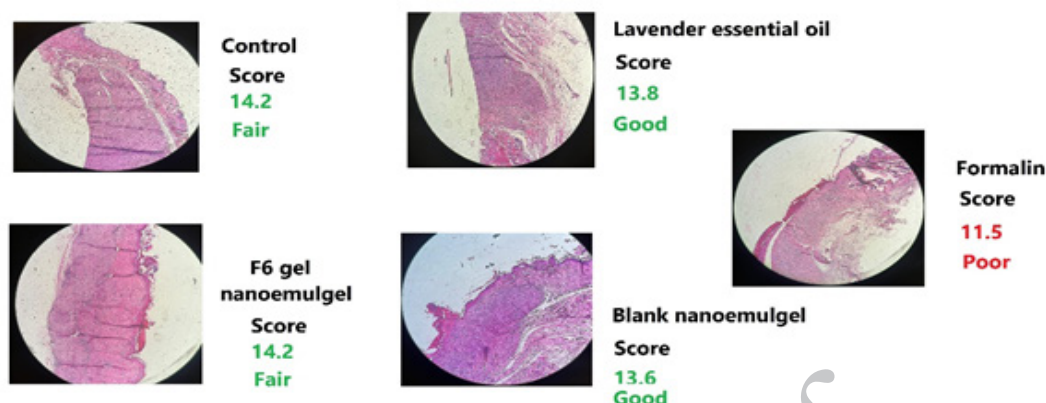 Control
Score
14.2
Fair
Lavender essential oil
Score
13.8
Good
Formalin
Score
11.5
Poor
F6 gel
nanoemulgel
Score
14.2
Fair
Blank nanoemulgel
Score
13.6
Good